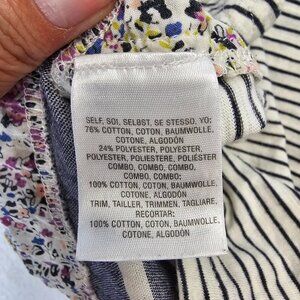 SELF, SOI, SELBST, SE STESSO, YO:
76% COTTON, COTON, BAUMWOLLE,
COTONE, ALGODÓN
24% POLYESTER, POLYESTER,
POLYESTER, POLIESTERE, POLIÉSTER
COMBO, COMBO, COMBO,
COMBO, COMBO:
100% COTTON, COTON, BAUMWOLLE,
COTONE, ALGODÓN
TRIM, TAILLER, TRIMMEN, TAGLIARE,
RECORTAR:
100% COTTON, COTON, BAUMWOLLE,
COTONE, ALGODÓN